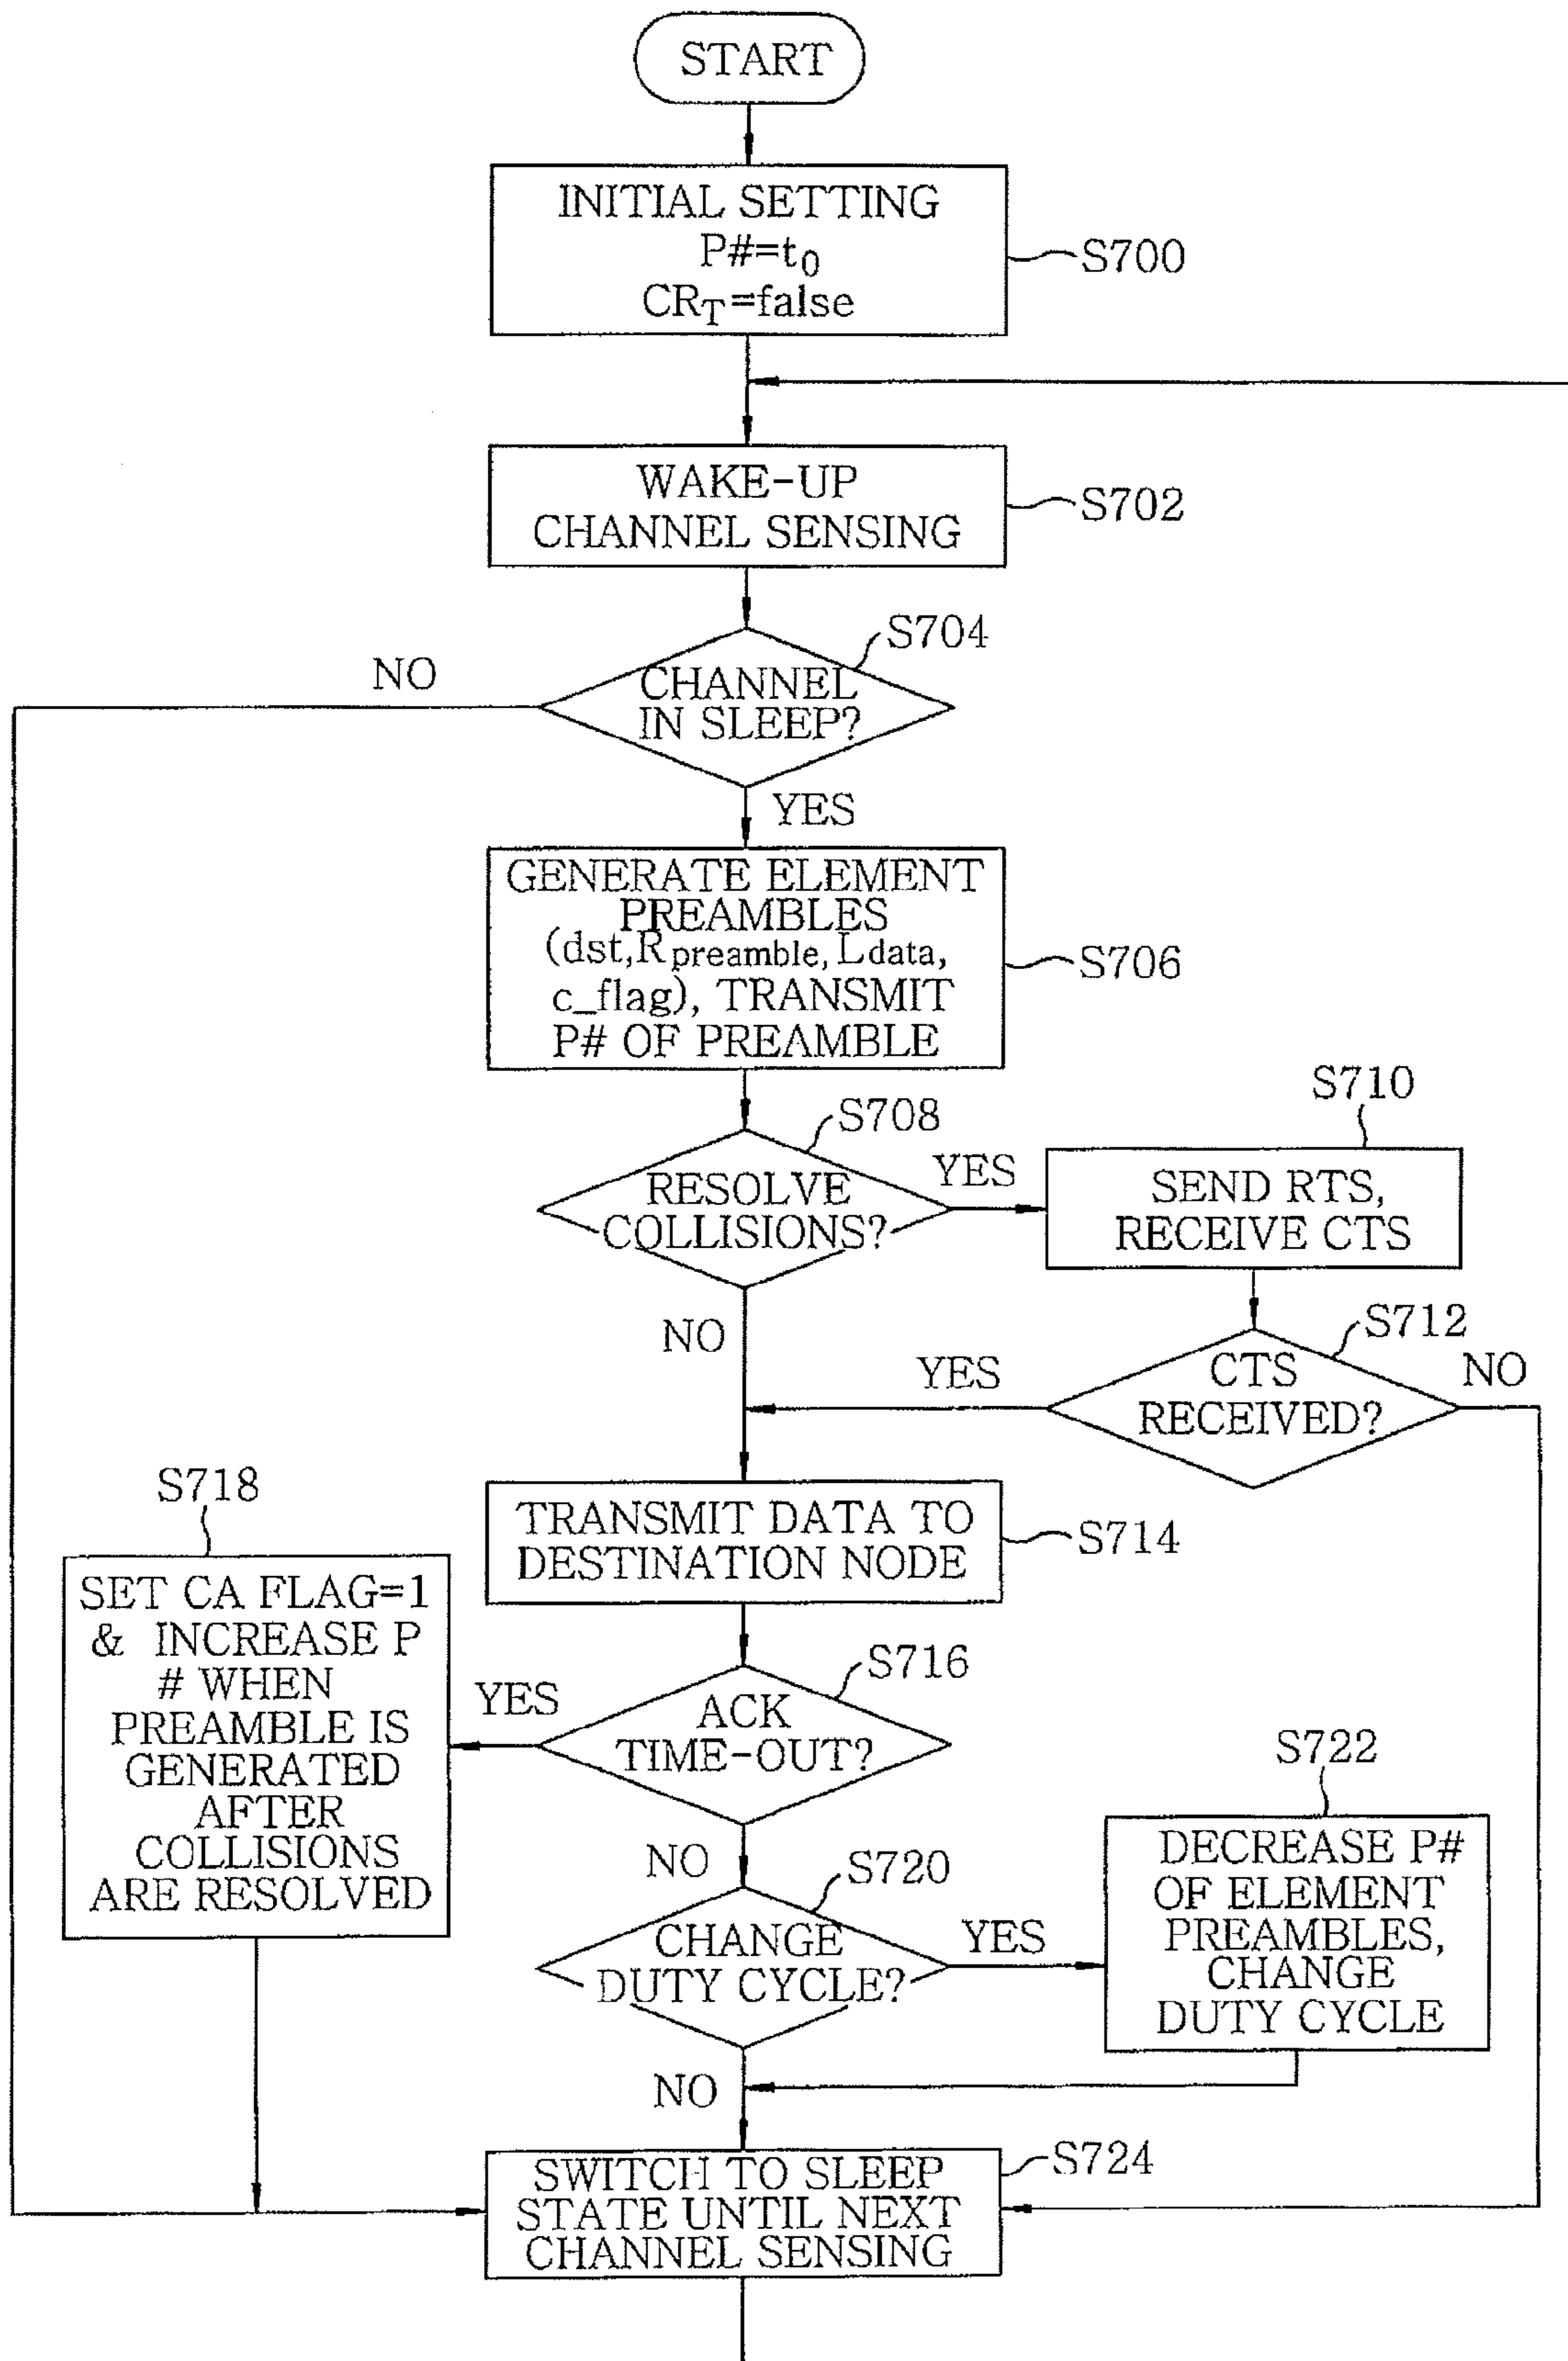 START
INITIAL SETTING
P#=t0
CRT=false
S700
WAKE-UP
CHANNEL SENSING
S702
S704
NO
CHANNEL
IN SLEEP?
YES
GENERATE ELEMENT
PREAMBLES
(dst,Rpreamble,Ldata,
c_flag), TRANSMIT
P# OF PREAMBLE
S706
S708
RESOLVE
COLLISIONS?
YES
S710
SEND RTS,
RECEIVE CTS
NO
S712
CTS
RECEIVED?
YES
NO
TRANSMIT DATA TO
DESTINATION NODE
S714
S716
ACK
TIME-OUT?
YES
S718
SET CA FLAG=1
& INCREASE P
# WHEN
PREAMBLE IS
GENERATED
AFTER
COLLISIONS
ARE RESOLVED
NO
S720
CHANGE
DUTY CYCLE?
YES
S722
DECREASE P#
OF ELEMENT
PREAMBLES,
CHANGE
DUTY CYCLE
NO
SWITCH TO SLEEP
STATE UNTIL NEXT
CHANNEL SENSING
S724